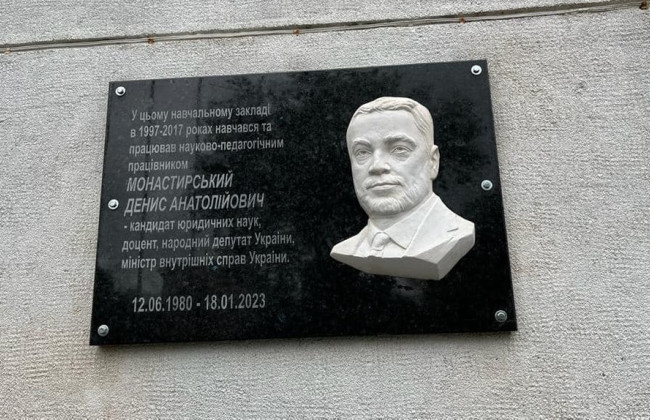 У цьому навчальному закладі
в 1997-2017 роках навчався та
працював науково-педагогічним
працівником
МОНАСТИРСЬКИЙ
ДЕНИС АНАТОЛІЙОВИЧ
- кандидат юридичних наук,
доцент, народний депутат України,
міністр внутрішніх справ України.
12.06.1980 - 18.01.2023